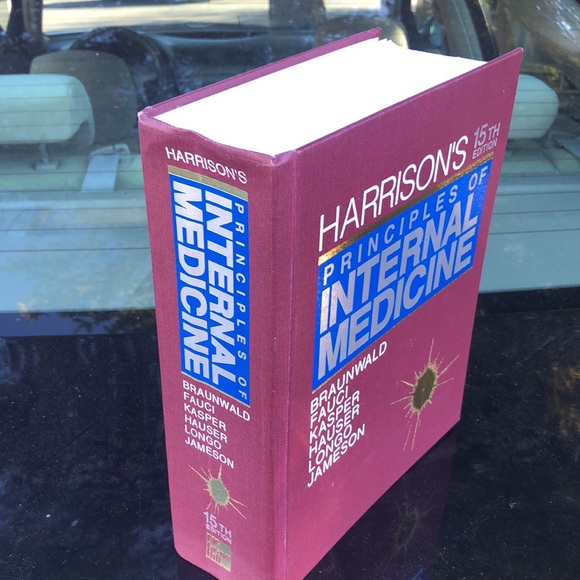 HARRISON'S
PRINCIPLES OF
INTERNAL
MEDICINE
BRAUNWALD
FAUCI
KASPER
HAUSER
LONGO
JAMESON
15TH
EDITION
HARRISON'S
15TH
EDITION
PRINCIPLES OF
INTERNAL
MEDICINE
BRAUNWALD
FAUCI
KASPER
HAUSER
LONGO
JAMESON